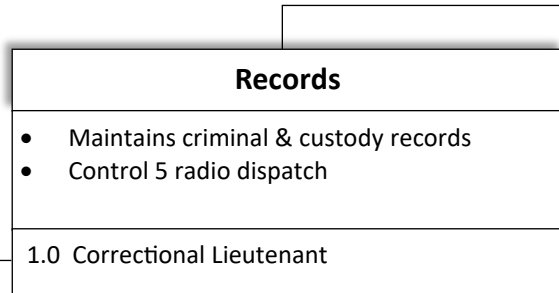 Records
• Maintains criminal & custody records
• Control 5 radio dispatch
1.0 Correctional Lieutenant